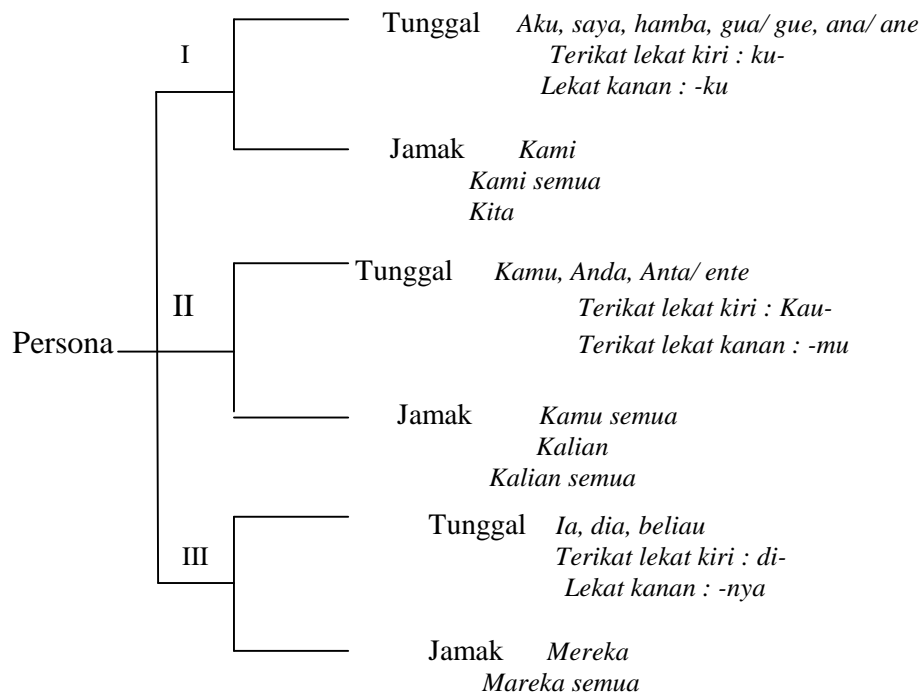 Tunggal Aku, saya, hamba, gua/ gue, ana/ ane
Terikat lekat kiri : ku-
I
Lekat kanan : -ku
Jamak Kami
Kami semua
Kita
Tunggal Kamu, Anda, Anta/ ente
II
Terikat lekat kiri : Kau-
Persona
Terikat lekat kanan : -mu
Jamak Kamu semua
Kalian
Kalian semua
Tunggal Ia, dia, beliau
III
Terikat lekat kiri : di-
Lekat kanan : -nya
Jamak Mereka
Mareka semua